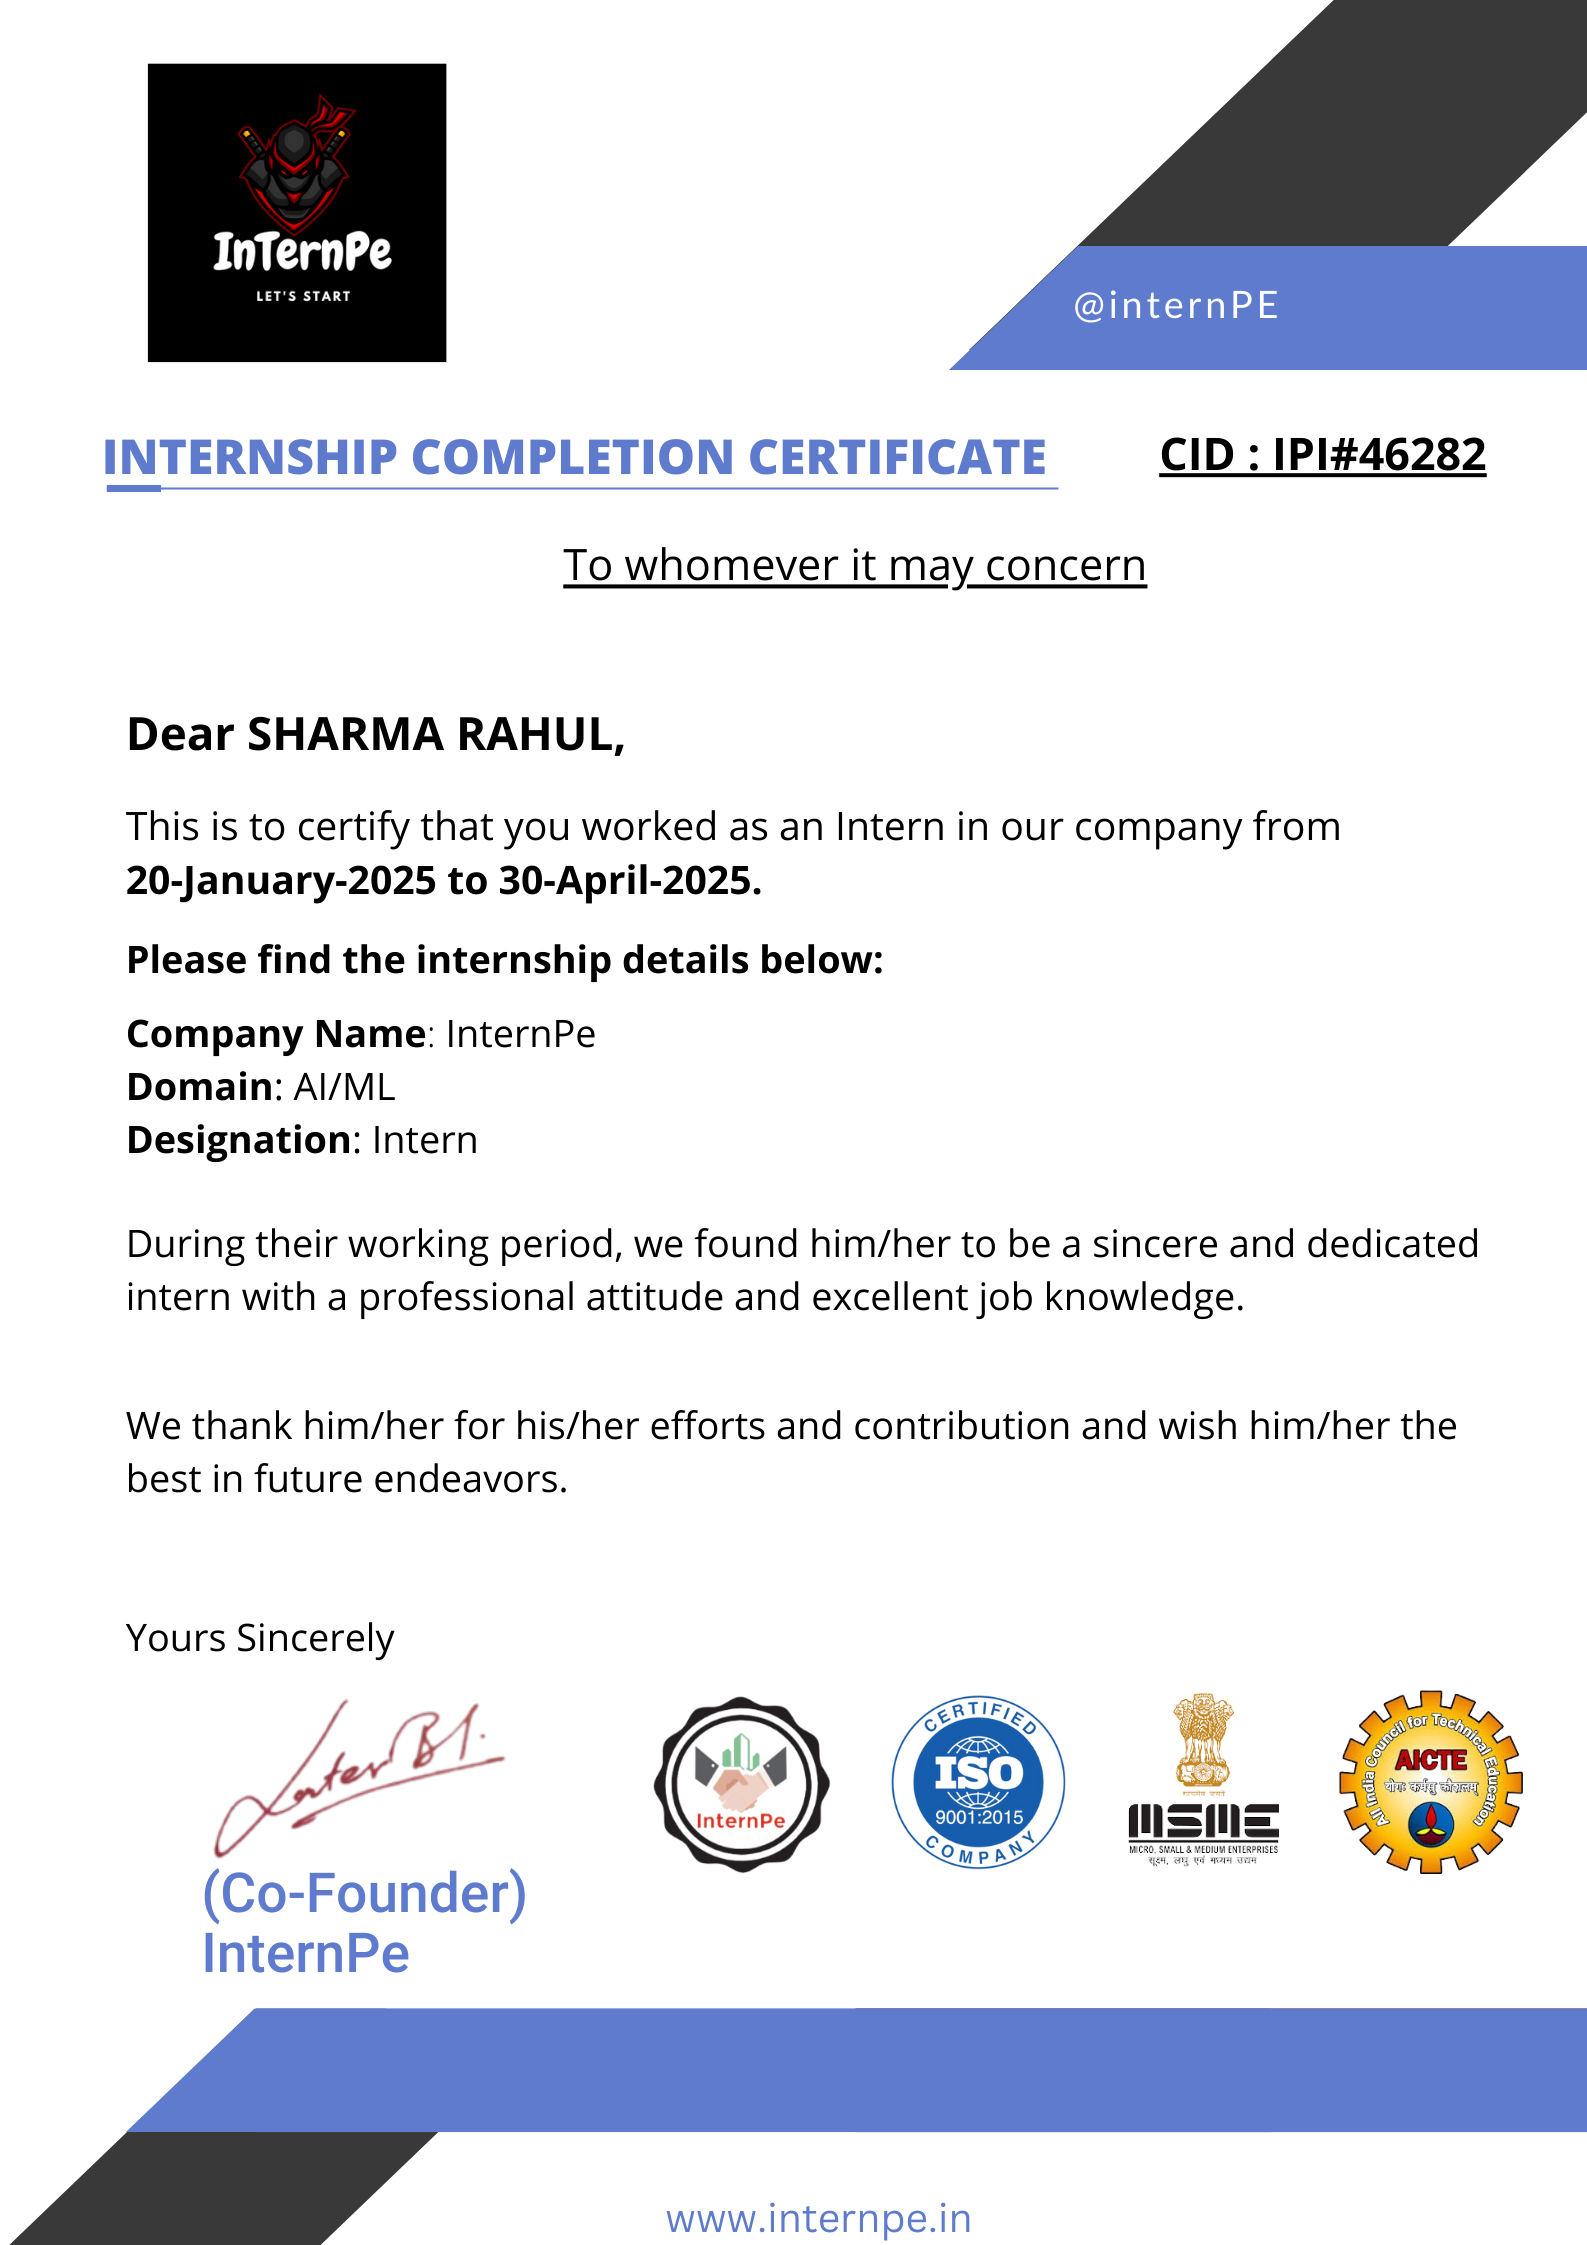 InTernPe
LET'S START
@internPE
INTERNSHIP COMPLETION CERTIFICATE
CID : IPI#46282
To whomever it may concern
Dear SHARMA RAHUL,
This is to certify that you worked as an Intern in our company from
20-January-2025 to 30-April-2025.
Please find the internship details below:
Company Name: InternPe
Domain: AI/ML
Designation: Intern
During their working period, we found him/her to be a sincere and dedicated
intern with a professional attitude and excellent job knowledge.
We thank him/her for his/her efforts and contribution and wish him/her the
best in future endeavors.
Yours Sincerely
(Co-Founder)
InternPe
InternPe
CERTIFIED
ISO
9001:2015
COMPANY
सत्यमेव जयते
MSME
MICRO, SMALL & MEDIUM ENTERPRISES
सूक्ष्म, लघु एवं मध्यम उद्यम
All India Council for Technical Education
AICTE
योगः कर्मसु कौशलम्
www.internpe.in